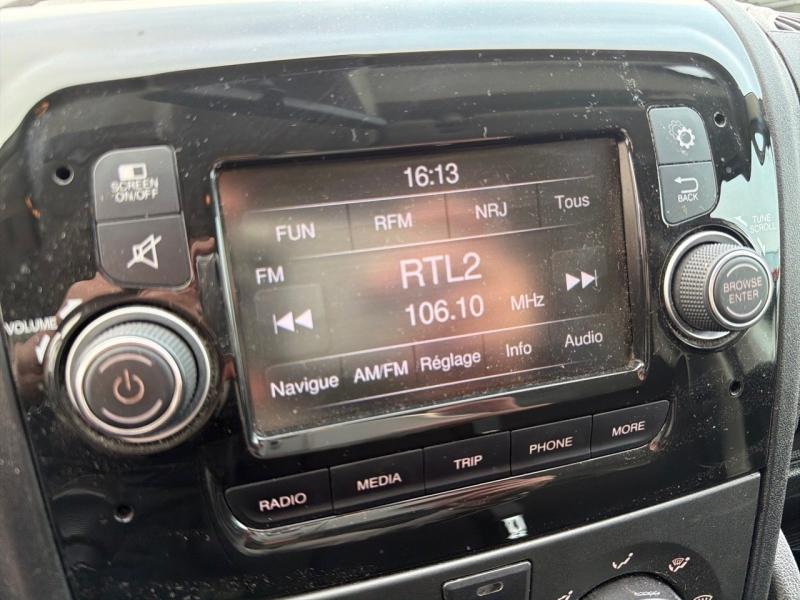 16:13
SCREEN
ON/OFF
FUN RFM NRJ Tous
BACK
TUNE
SCROLL
FM RTL2
106.10 MHz
BROWSE
ENTER
VOLUME
Navigue AM/FM Réglage Info Audio
RADIO MEDIA TRIP PHONE MORE